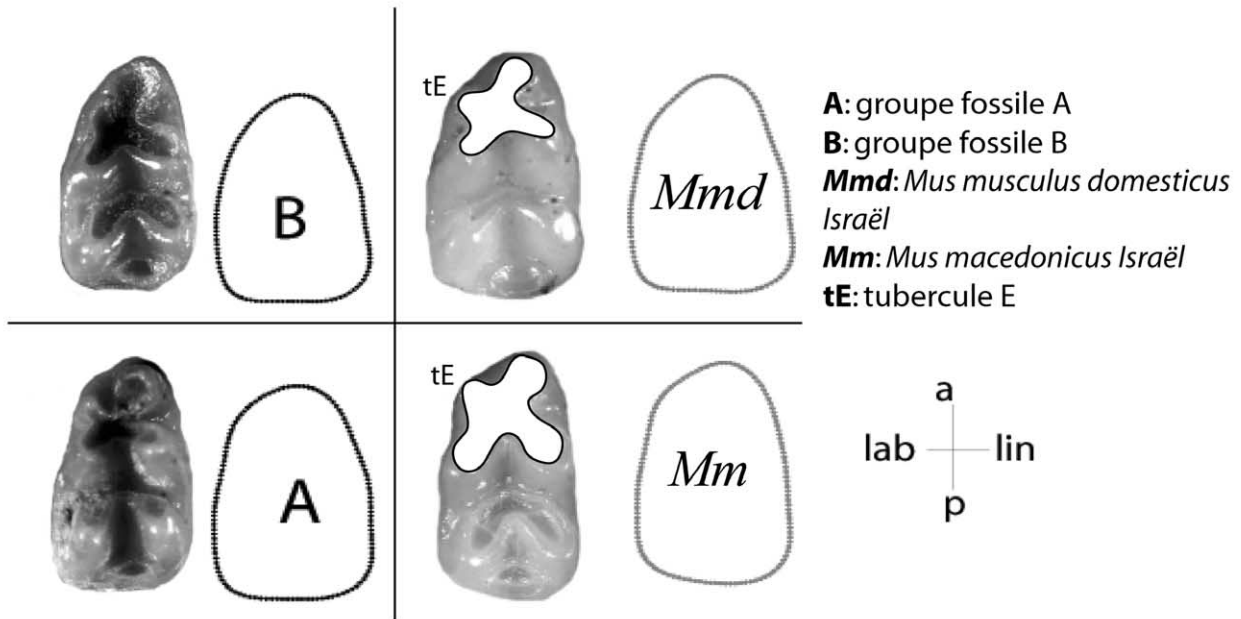 tE
B
Mmd
tE
A
Mm
A: groupe fossile A
B: groupe fossile B
Mmd: Mus musculus domesticus
Israël
Mm: Mus macedonicus Israël
tE: tubercule E
a
lab lin
p